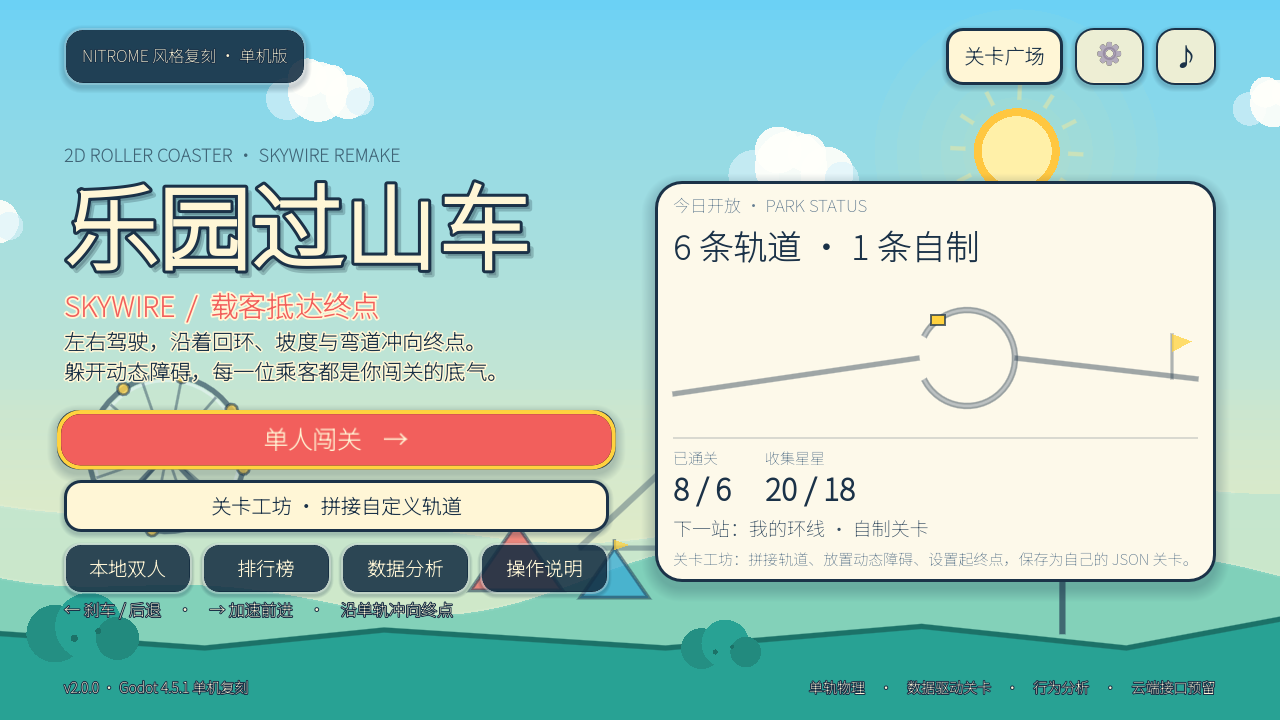 NITROME 风格复刻 · 单机版
关卡广场
2D ROLLER COASTER · SKYWIRE REMAKE
乐园过山车
SKYWIRE / 载客抵达终点
左右驾驶，沿着回环、坡度与弯道冲向终点。
躲开动态障碍，每一位乘客都是你闯关的底气。
单人闯关 →
关卡工坊 · 拼接自定义轨道
本地双人 排行榜 数据分析 操作说明
← 刹车 / 后退 · → 加速前进 · 沿单轨冲向终点
今日开放 · PARK STATUS
6 条轨道 · 1 条自制
已通关 收集星星
8 / 6 20 / 18
下一站：我的环线 · 自制关卡
关卡工坊：拼接轨道、放置动态障碍、设置起终点，保存为自己的 JSON 关卡。
v2.0.0 · Godot 4.5.1 单机复刻
单轨物理 · 数据驱动关卡 · 行为分析 · 云端接口预留